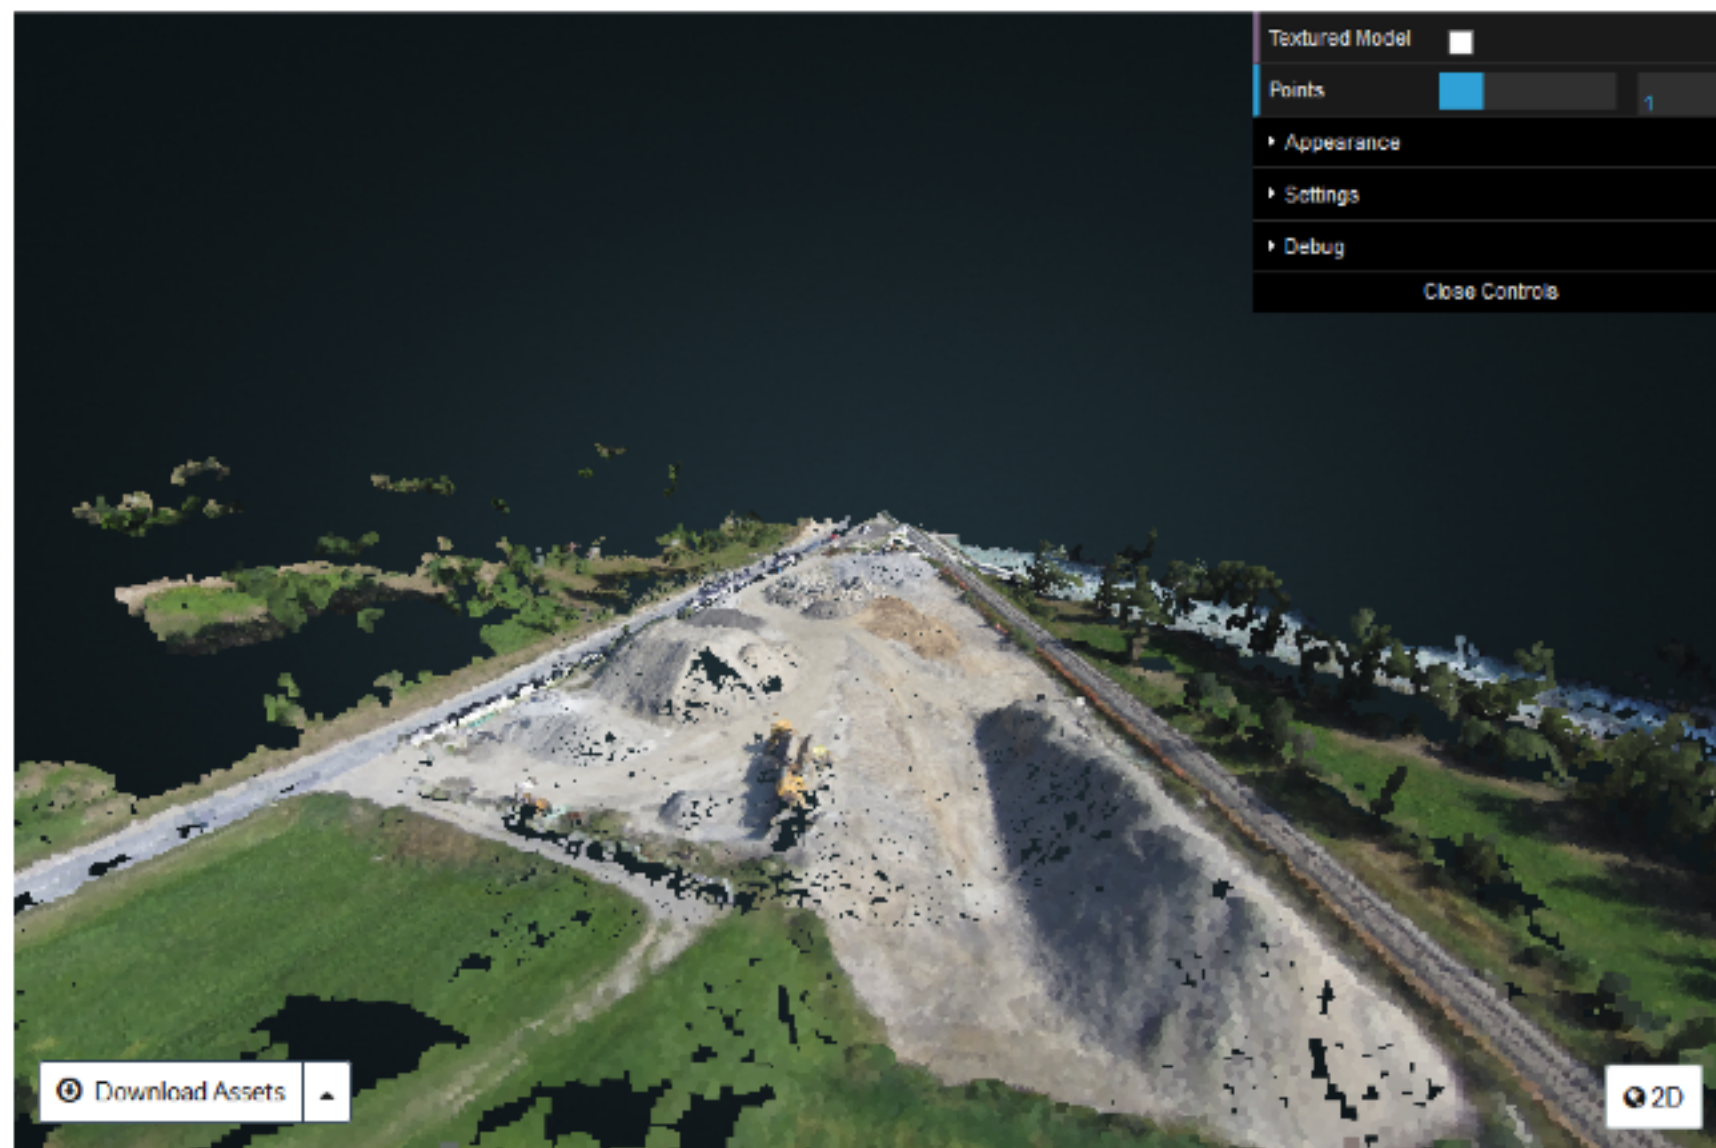 Textured Model
Points
1
Appearance
Settings
Debug
Close Controls
Download Assets
2D